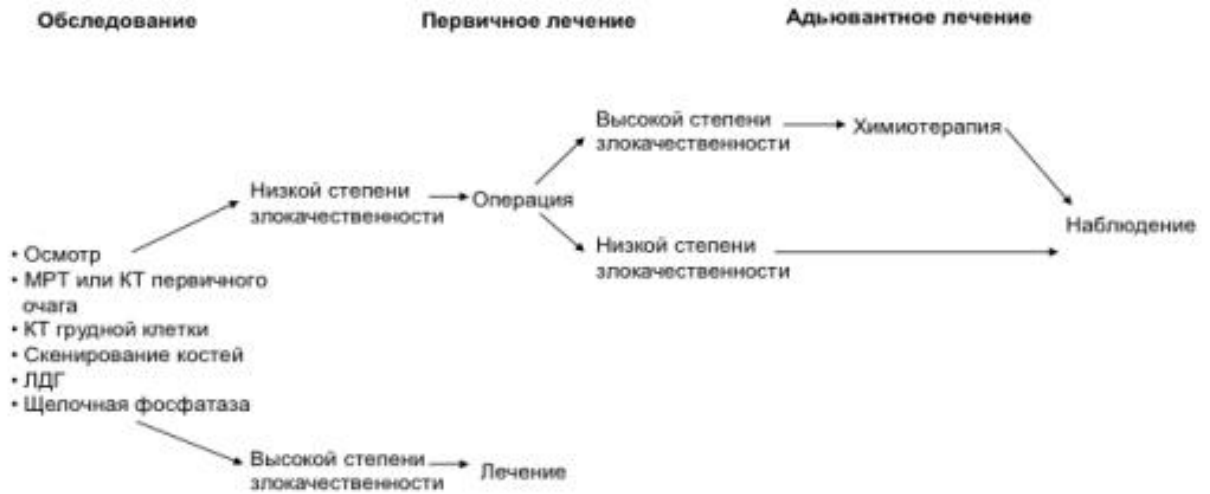 Обследование
Первичное лечение
Адьювантное лечение
Высокой степени
злокачественности
Химиотерапия
Низкой степени
злокачественности
Операция
Наблюдение
Низкой степени
злокачественности
• Осмотр
• МРТ или КТ первичного
очага
• КТ грудной клетки
• Скенирование костей
• ЛДГ
• Щелочная фосфатаза
Высокой степени
злокачественности
Лечение